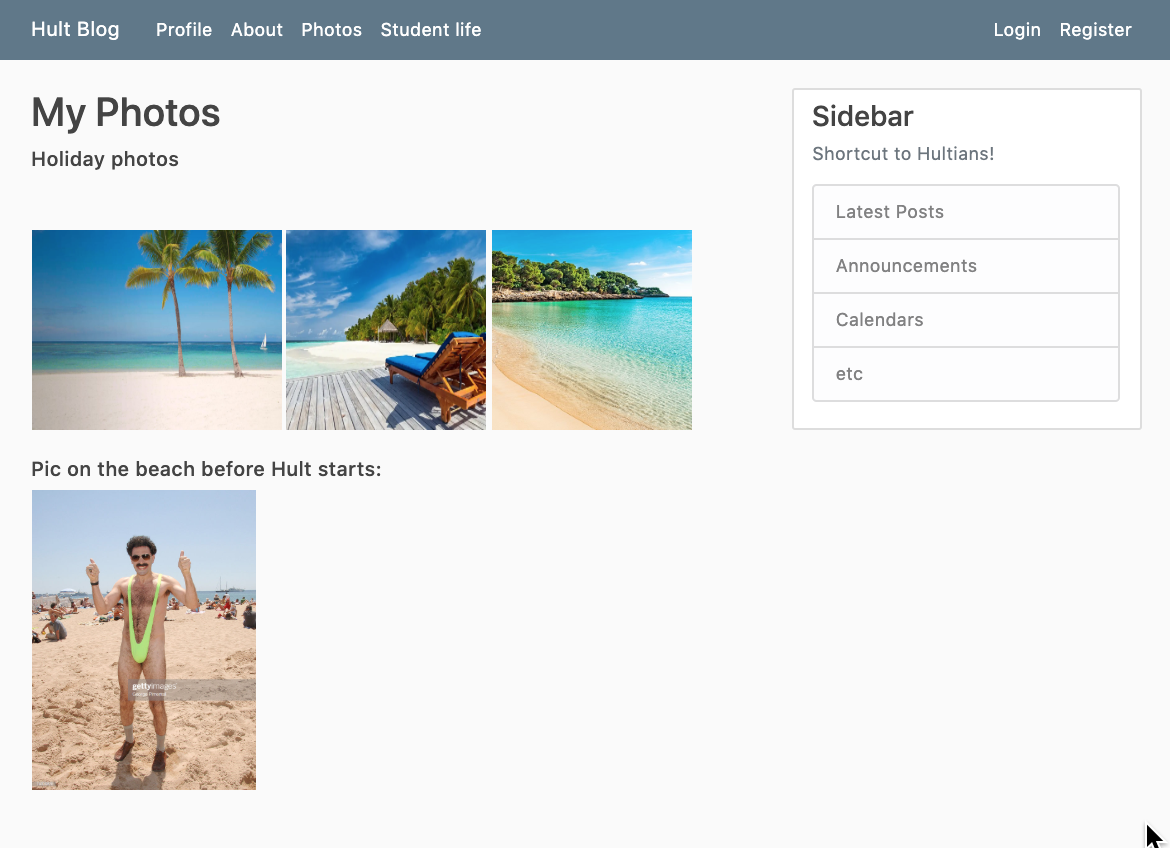 Hult Blog Profile About Photos Student life Login Register
My Photos
Holiday photos
Sidebar
Shortcut to Hultians!
Latest Posts
Announcements
Calendars
etc
Pic on the beach before Hult starts:
gettyimages